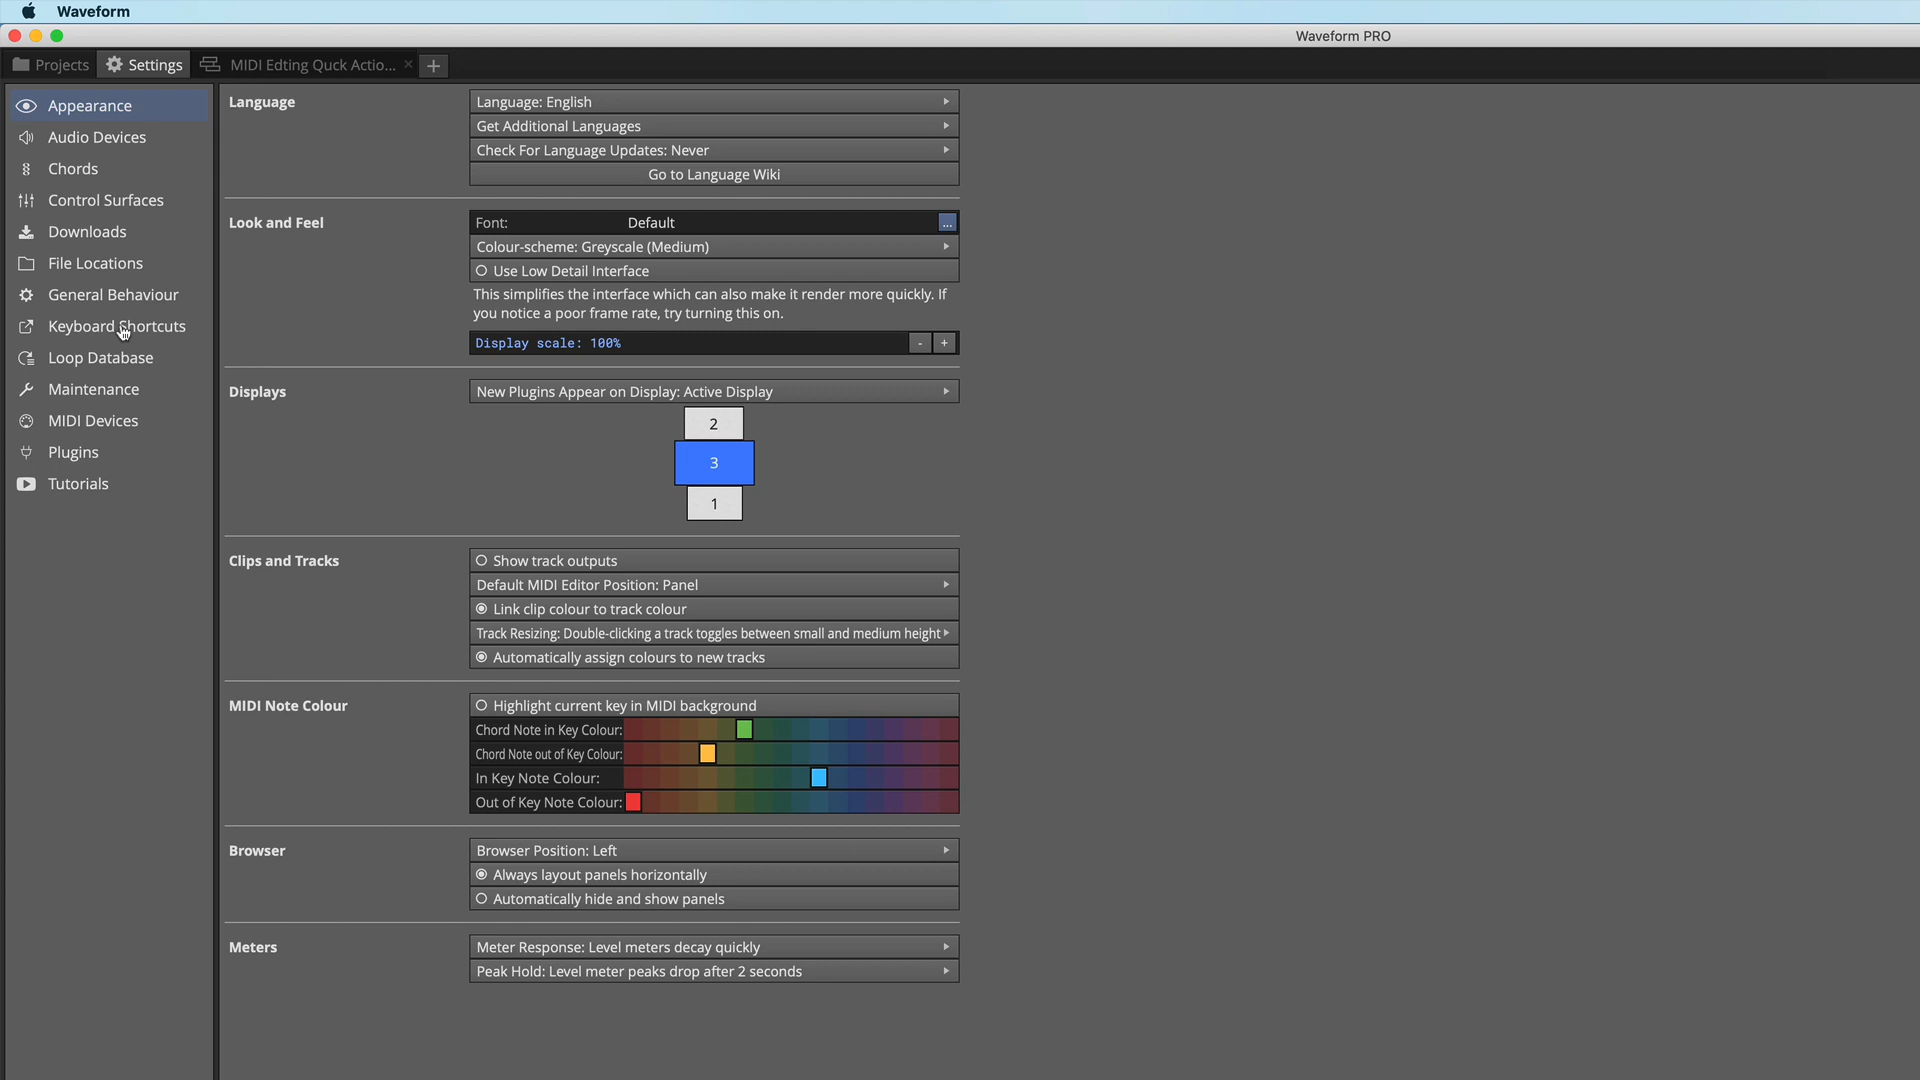 Waveform
Waveform PRO
Projects
Settings
MIDI Edting Quck Actio...
Appearance
Audio Devices
Chords
Control Surfaces
Downloads
File Locations
General Behaviour
Keyboard Shortcuts
Loop Database
Maintenance
MIDI Devices
Plugins
Tutorials
Language
Language: English
Get Additional Languages
Check For Language Updates: Never
Go to Language Wiki
Look and Feel
Font: Default ...
Colour-scheme: Greyscale (Medium)
Use Low Detail Interface
This simplifies the interface which can also make it render more quickly. If
you notice a poor frame rate, try turning this on.
Display scale: 100% - +
Displays
New Plugins Appear on Display: Active Display
2
3
1
Clips and Tracks
Show track outputs
Default MIDI Editor Position: Panel
Link clip colour to track colour
Track Resizing: Double-clicking a track toggles between small and medium height
Automatically assign colours to new tracks
MIDI Note Colour
Highlight current key in MIDI background
Chord Note in Key Colour:
Chord Note out of Key Colour:
In Key Note Colour:
Out of Key Note Colour:
Browser
Browser Position: Left
Always layout panels horizontally
Automatically hide and show panels
Meters
Meter Response: Level meters decay quickly
Peak Hold: Level meter peaks drop after 2 seconds